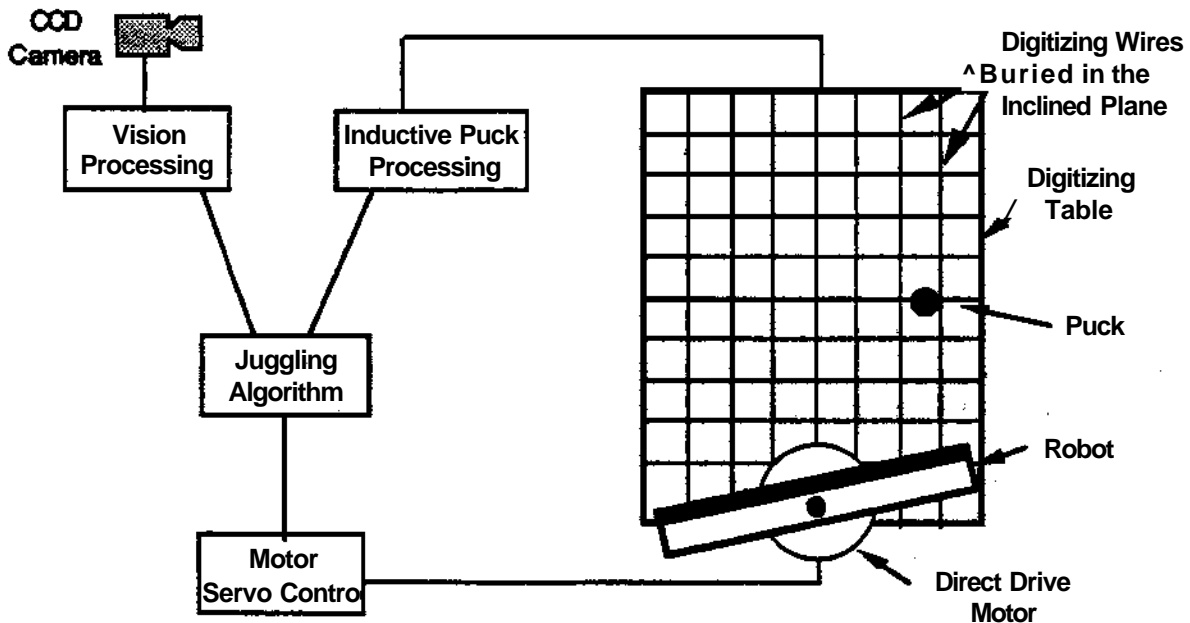 CCD
Camera
Vision
Processing
Inductive Puck
Processing
Juggling
Algorithm
Motor
Servo Contro
Digitizing Wires
^Buried in the
Inclined Plane
Digitizing
Table
Puck
Robot
Direct Drive
Motor